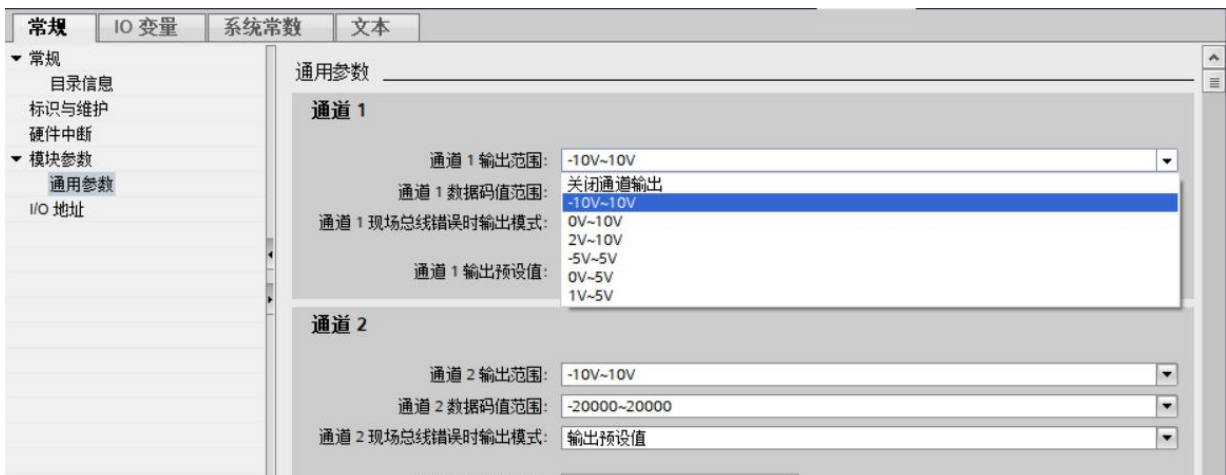 常规 IO 变量 系统常数 文本
常规
目录信息
标识与维护
硬件中断
模块参数
通用参数
I/O 地址
通用参数
通道 1
通道 1 输出范围: -10V~10V
通道 1 数据码值范围:
通道 1 现场总线错误时输出模式:
通道 1 输出预设值:
关闭通道输出
-10V~10V
0V~10V
2V~10V
-5V~5V
0V~5V
1V~5V
通道 2
通道 2 输出范围: -10V~10V
通道 2 数据码值范围: -20000~20000
通道 2 现场总线错误时输出模式: 输出预设值